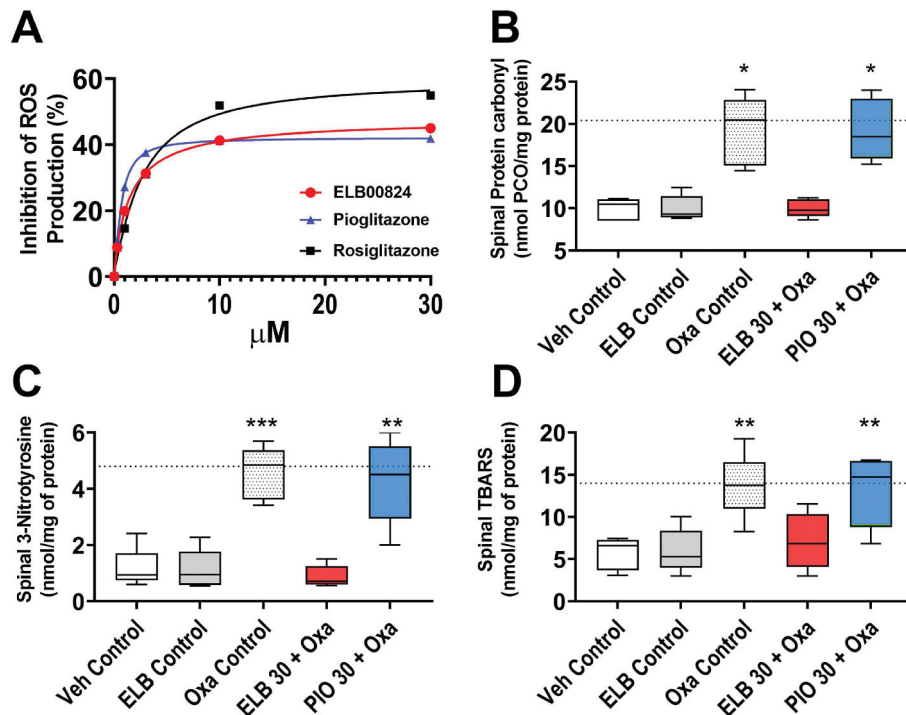 A
Inhibition of ROS
Production (%)
60
40
20
0
ELB00824
Pioglitazone
Rosiglitazone
0
10
20
30
μM
B
Spinal Protein carbonyl
(nmol PCO/mg protein)
25
20
15
10
5
*
*
Veh Control
ELB Control
Oxa Control
ELB 30 + Oxa
PIO 30 + Oxa
C
Spinal 3-Nitrotyrosine
(nmol/mg of protein)
6
4
2
0
***
**
Veh Control
ELB Control
Oxa Control
ELB 30 + Oxa
PIO 30 + Oxa
D
Spinal TBARS
(nmol/mg of protein)
20
15
10
5
0
**
**
Veh Control
ELB Control
Oxa Control
ELB 30 + Oxa
PIO 30 + Oxa